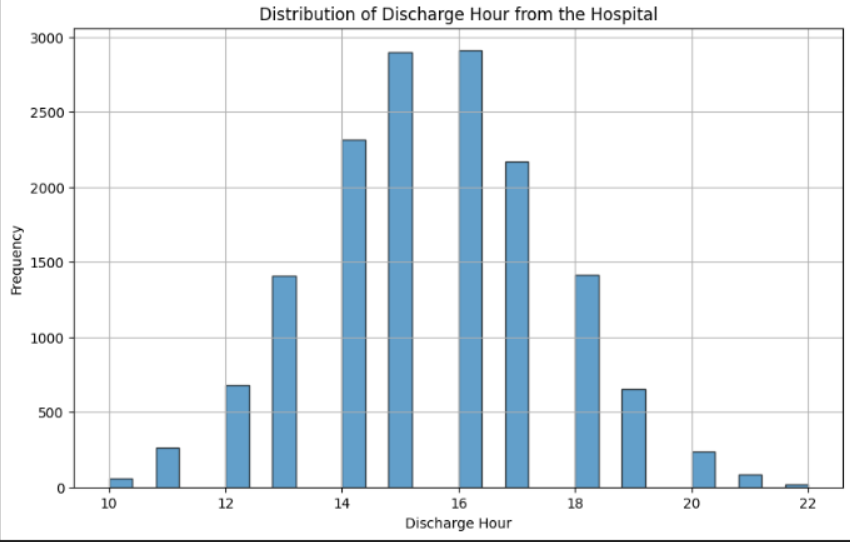 Distribution of Discharge Hour from the Hospital
3000
2500
2000
1500
1000
500
0
Frequency
10 12 14 16 18 20 22
Discharge Hour